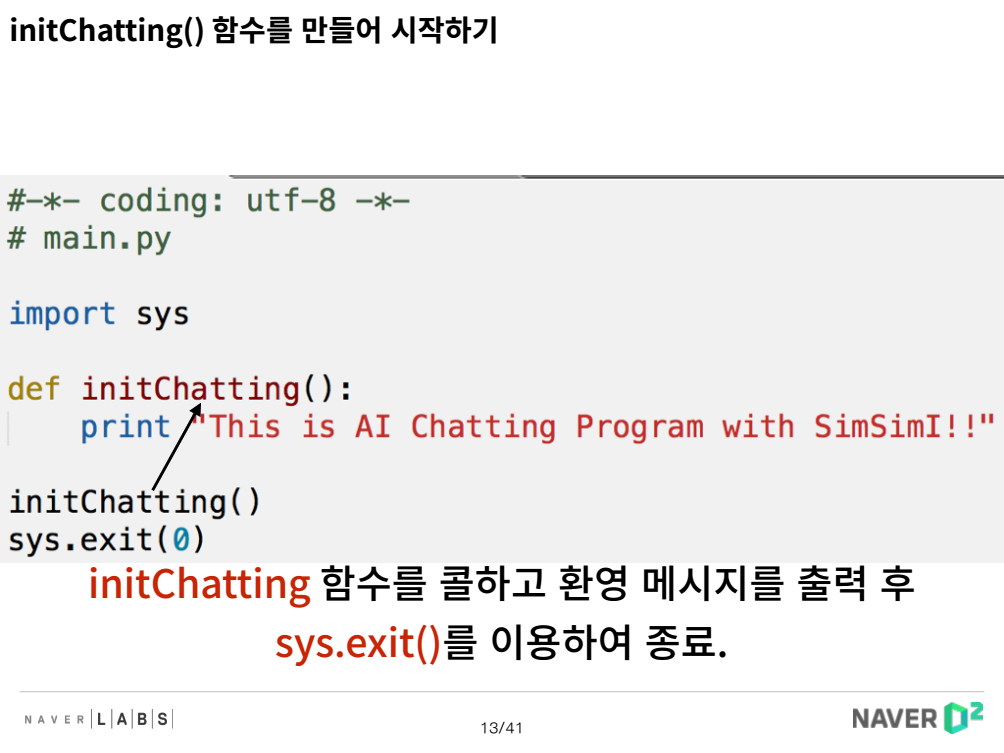 initChatting() 함수를 만들어 시작하기
#-*- coding: utf-8 -*-
# main.py
import sys
def initChatting():
    print "This is AI Chatting Program with SimSimI!!"
initChatting()
sys.exit(0)
initChatting 함수를 콜하고 환영 메시지를 출력 후
sys.exit()를 이용하여 종료.
NAVER|L|A|B|S|
13/41
NAVER D2